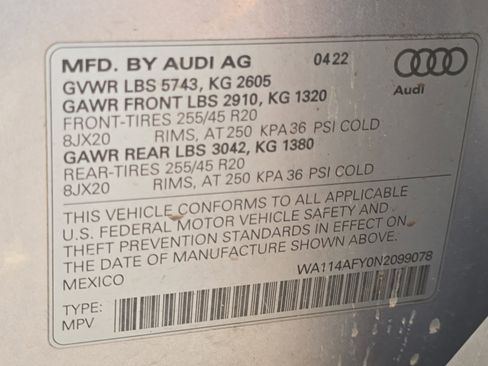 MFD. BY AUDI AG 04 22
GVWR LBS 5743, KG 2605
GAWR FRONT LBS 2910, KG 1320
FRONT-TIRES 255/45 R20
8JX20 RIMS, AT 250 KPA 36 PSI COLD
GAWR REAR LBS 3042, KG 1380
REAR-TIRES 255/45 R20
8JX20 RIMS, AT 250 KPA 36 PSI COLD
Audi
THIS VEHICLE CONFORMS TO ALL APPLICABLE
U.S. FEDERAL MOTOR VEHICLE SAFETY AND
THEFT PREVENTION STANDARDS IN EFFECT ON
THE DATE OF MANUFACTURE SHOWN ABOVE.
MEXICO WA114AFY0N2099078
TYPE:
MPV